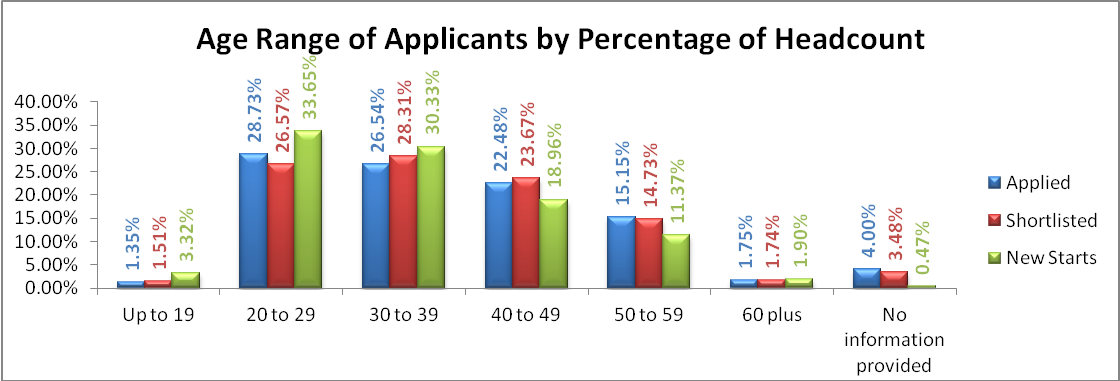 Age Range of Applicants by Percentage of Headcount
40.00%
35.00%
30.00%
25.00%
20.00%
15.00%
10.00%
5.00%
0.00%
1.35%
1.51%
3.32%
28.73%
26.57%
33.65%
26.54%
28.31%
30.33%
22.48%
23.67%
18.96%
15.15%
14.73%
11.37%
1.75%
1.74%
1.90%
4.00%
3.48%
0.47%
Up to 19
20 to 29
30 to 39
40 to 49
50 to 59
60 plus
No
information
provided
Applied
Shortlisted
New Starts